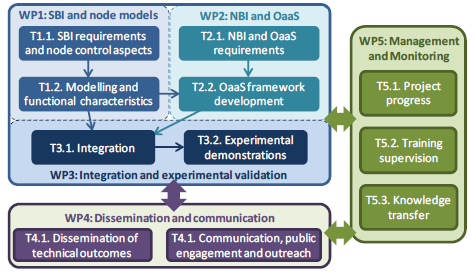 WP1: SBI and node models
T1.1. SBI requirements
and node control aspects
T1.2. Modelling and
functional characteristics
WP2: NBI and OaaS
T2.1. NBI and OaaS
requirements
T2.2. OaaS framework
development
T3.1. Integration
T3.2. Experimental
demonstrations
WP3: Integration and experimental validation
WP4: Dissemination and communication
T4.1. Dissemination of
technical outcomes
T4.1. Communication, public
engagement and outreach
WP5: Management
and Monitoring
T5.1. Project
progress
T5.2. Training
supervision
T5.3. Knowledge
transfer